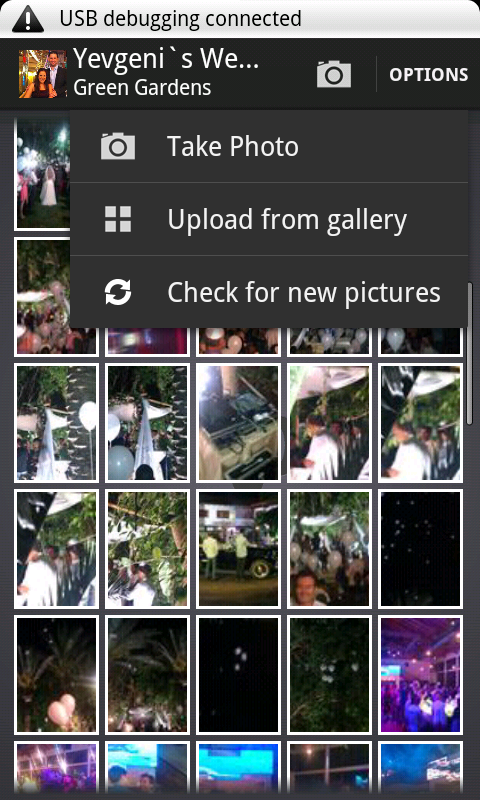 USB debugging connected
Yevgeni`s We...
Green Gardens
OPTIONS
Take Photo
Upload from gallery
Check for new pictures